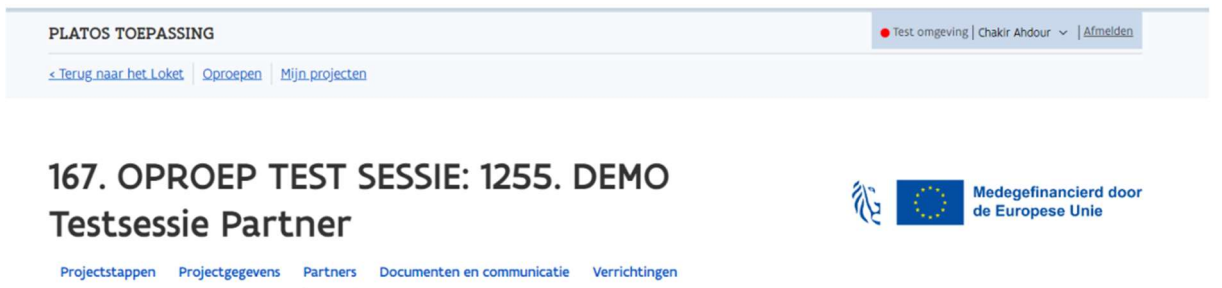 PLATOS TOEPASSING
Test omgeving | Chakir Ahdour | Afmelden
< Terug naar het Loket | Oproepen | Mijn projecten
167. OPROEP TEST SESSIE: 1255. DEMO
Testsessie Partner
Medegefinancierd door
de Europese Unie
Projectstappen Projectgegevens Partners Documenten en communicatie Verrichtingen